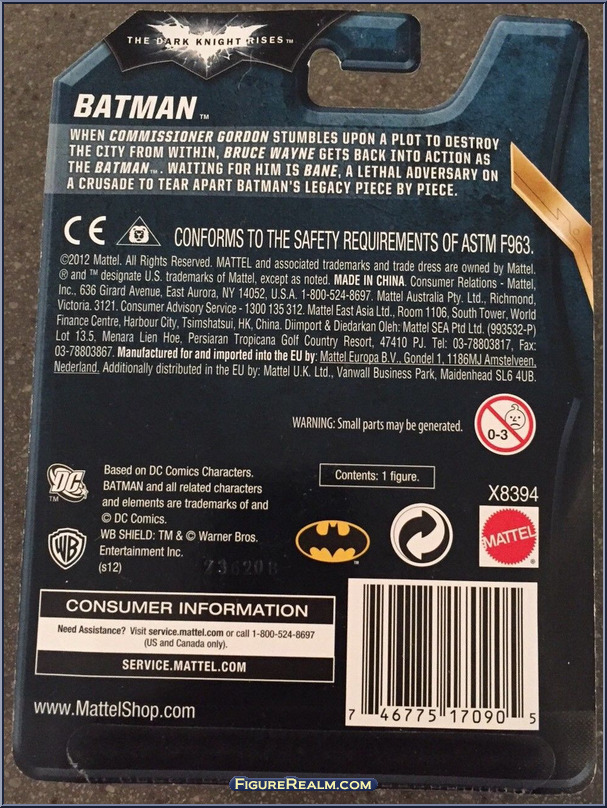 THE DARK KNIGHT RISES™
BATMAN™
WHEN COMMISSIONER GORDON STUMBLES UPON A PLOT TO DESTROY
THE CITY FROM WITHIN, BRUCE WAYNE GETS BACK INTO ACTION AS
THE BATMAN™. WAITING FOR HIM IS BANE, A LETHAL ADVERSARY ON
A CRUSADE TO TEAR APART BATMAN'S LEGACY PIECE BY PIECE.
CE CONFORMS TO THE SAFETY REQUIREMENTS OF ASTM F963.
©2012 Mattel. All Rights Reserved. MATTEL and associated trademarks and trade dress are owned by Mattel.
® and ™ designate U.S. trademarks of Mattel, except as noted. MADE IN CHINA. Consumer Relations - Mattel,
Inc., 636 Girard Avenue, East Aurora, NY 14052, U.S.A. 1-800-524-8697. Mattel Australia Pty. Ltd., Richmond,
Victoria. 3121. Consumer Advisory Service - 1300 135 312. Mattel East Asia Ltd., Room 1106, South Tower, World
Finance Centre, Harbour City, Tsimshatsui, HK, China. Diimport & Diedarkan Oleh: Mattel SEA Ptd Ltd. (993532-P)
Lot 13.5, Menara Lien Hoe, Persiaran Tropicana Golf Country Resort, 47410 PJ. Tel: 03-78803817, Fax:
03-78803867. Manufactured for and imported into the EU by: Mattel Europa B.V., Gondel 1, 1186MJ Amstelveen,
Nederland. Additionally distributed in the EU by: Mattel U.K. Ltd., Vanwall Business Park, Maidenhead SL6 4UB.
WARNING: Small parts may be generated.
0-3
DC
™
Based on DC Comics Characters.
BATMAN and all related characters
and elements are trademarks of and
© DC Comics.
WB
WB SHIELD: TM & © Warner Bros.
Entertainment Inc.
(s12)
Contents: 1 figure.
X8394
™
MATTEL
CONSUMER INFORMATION
Need Assistance? Visit service.mattel.com or call 1-800-524-8697
(US and Canada only).
SERVICE.MATTEL.COM
www.MattelShop.com
7 46775 17090 5
FIGUREREALM.COM